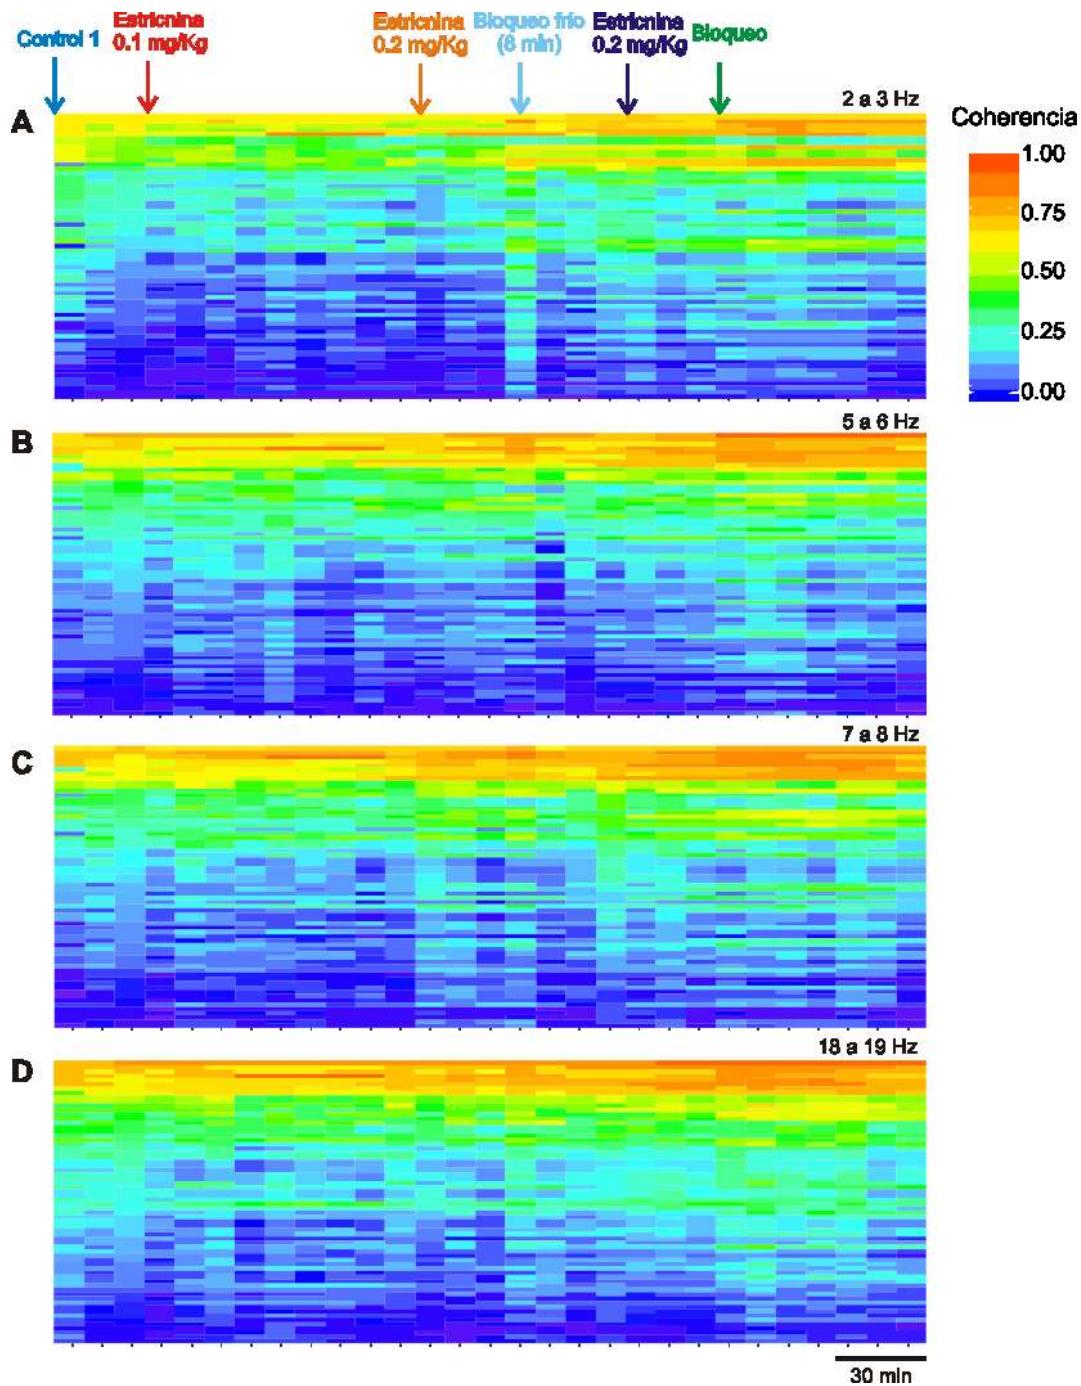 Control 1
Estricnina
0.1 mg/Kg
Estricnina
0.2 mg/Kg
Bloqueo frío
(6 min)
Estricnina
0.2 mg/Kg
Bloqueo
A
2 a 3 Hz
Coherencia
1.00
0.75
0.50
0.25
0.00
B
5 a 6 Hz
C
7 a 8 Hz
D
18 a 19 Hz
30 min